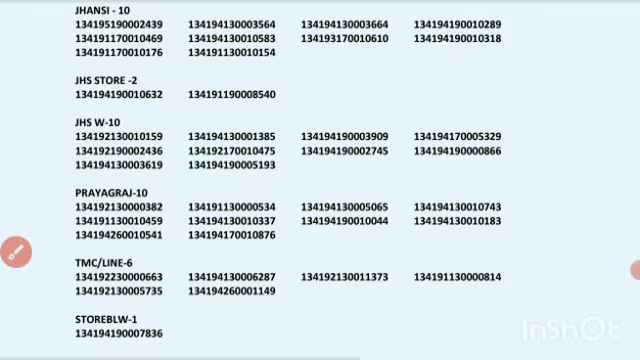 JHANSI - 10
134195190002439 134194130003564 134194130003664 134194190010289
134191170010469 134194130010583 134193170010610 134194190010318
134191170010176 134191130010154
JHS STORE -2
134194190010632 134191190008540
JHS W-10
134192130010159 134194130001385 134194190003909 134194170005329
134192190002436 134192170010475 134194190002745 134194190000866
134194130003619 134194190005193
PRAYAGRAJ-10
134192130000382 134191130000534 134194130005065 134194130010743
134191130010459 134194130010337 134194190010044 134194130010183
134194260010541 134194170010876
TMC/LINE-6
134192230000663 134194130006287 134192130011373 134191130000814
134192130005735 134194260001149
STOREBLW-1
134194190007836
InShOt